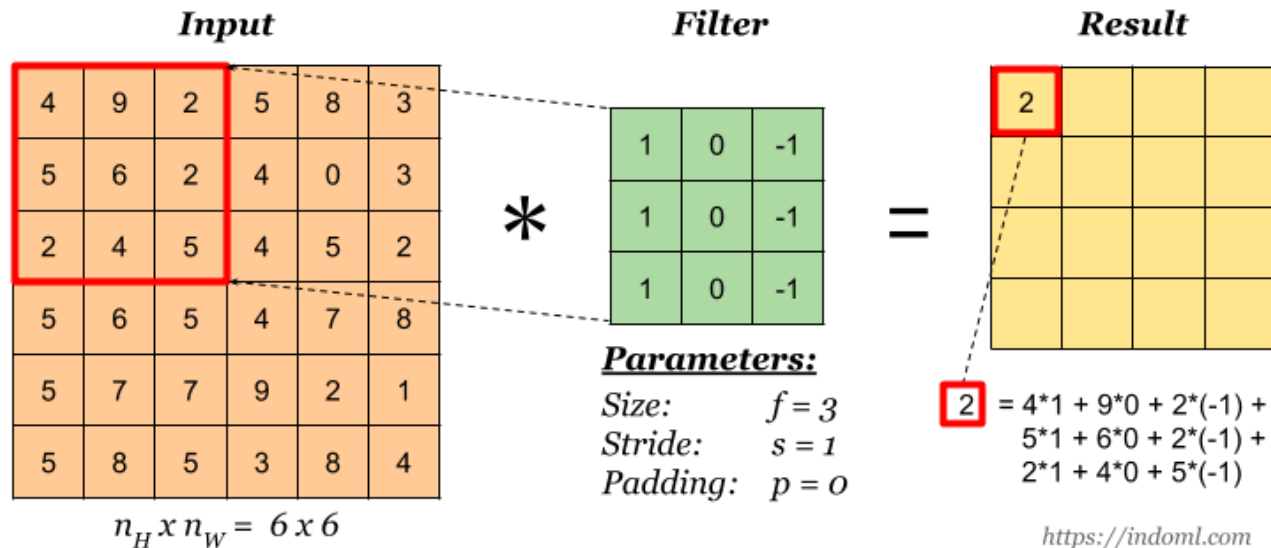 Input
Filter
Result
4 9 2 5 8 3
5 6 2 4 0 3
2 4 5 4 5 2
5 6 5 4 7 8
5 7 7 9 2 1
5 8 5 3 8 4
n_H x n_W = 6 x 6
*
1 0 -1
1 0 -1
1 0 -1
Parameters:
Size: f = 3
Stride: s = 1
Padding: p = 0
=
2
2 = 4*1 + 9*0 + 2*(-1) +
5*1 + 6*0 + 2*(-1) +
2*1 + 4*0 + 5*(-1)
https://indoml.com